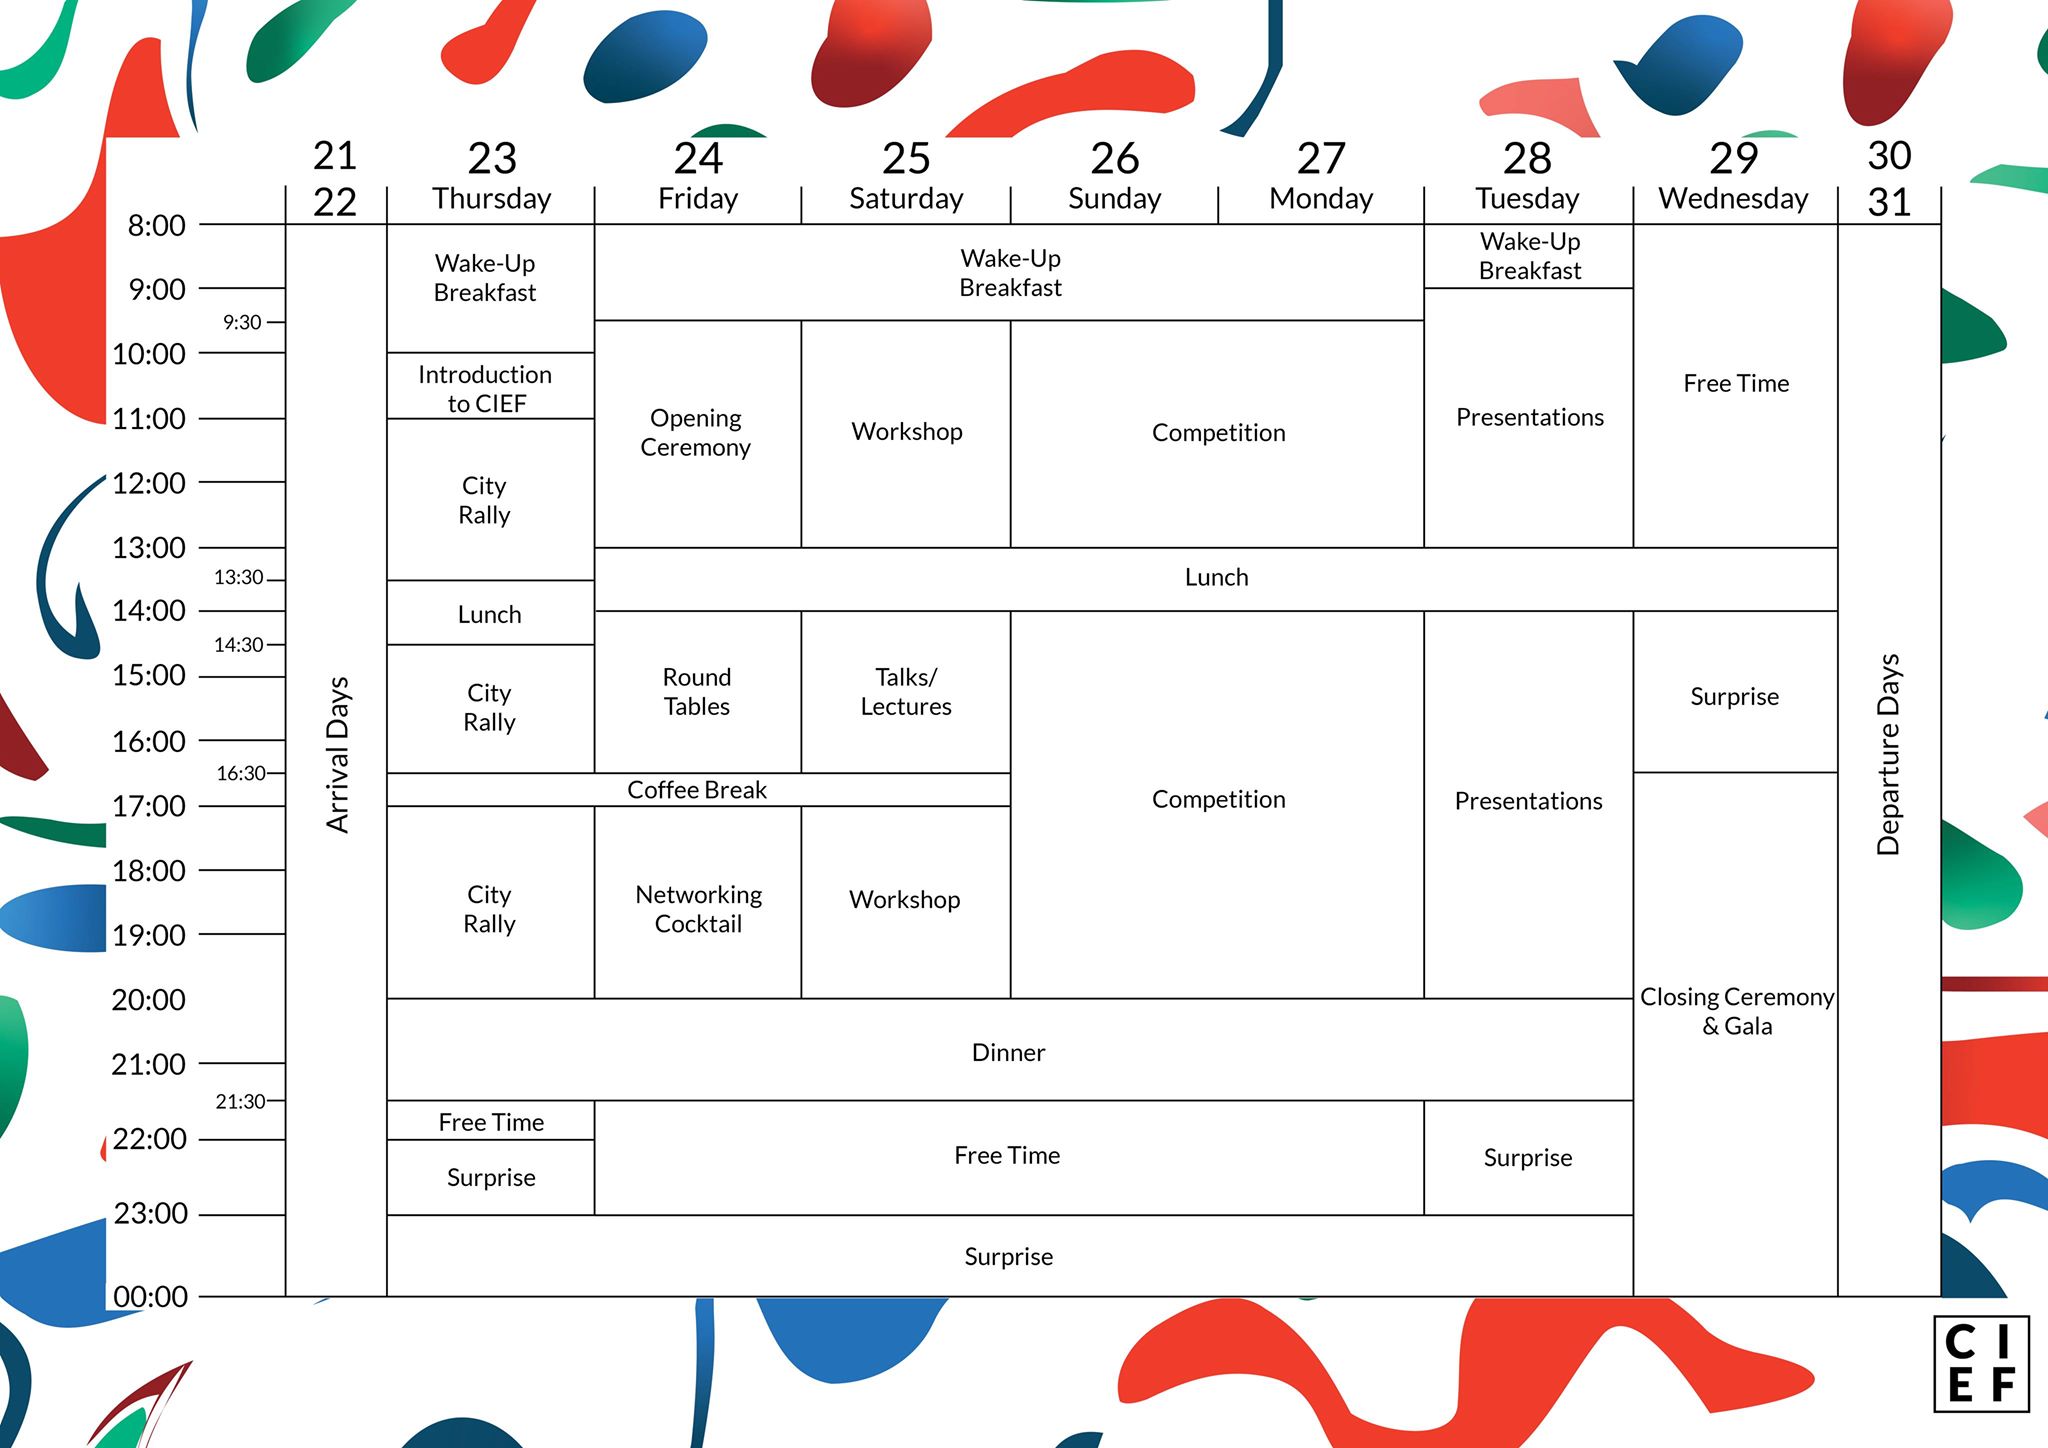 21
22
23
Thursday
24
Friday
25
Saturday
26
Sunday
27
Monday
28
Tuesday
29
Wednesday
30
31
8:00
9:00
9:30
10:00
11:00
12:00
13:00
13:30
14:00
14:30
15:00
16:00
16:30
17:00
18:00
19:00
20:00
21:00
21:30
22:00
23:00
00:00
Arrival Days
Wake-Up
Breakfast
Introduction
to CIEF
City
Rally
Lunch
City
Rally
Coffee Break
City
Rally
Dinner
Free Time
Surprise
Surprise
Wake-Up
Breakfast
Opening
Ceremony
Workshop
Competition
Lunch
Round
Tables
Talks/
Lectures
Competition
Networking
Cocktail
Workshop
Free Time
Wake-Up
Breakfast
Presentations
Presentations
Surprise
Free Time
Surprise
Closing Ceremony
& Gala
Departure Days
C I
E F